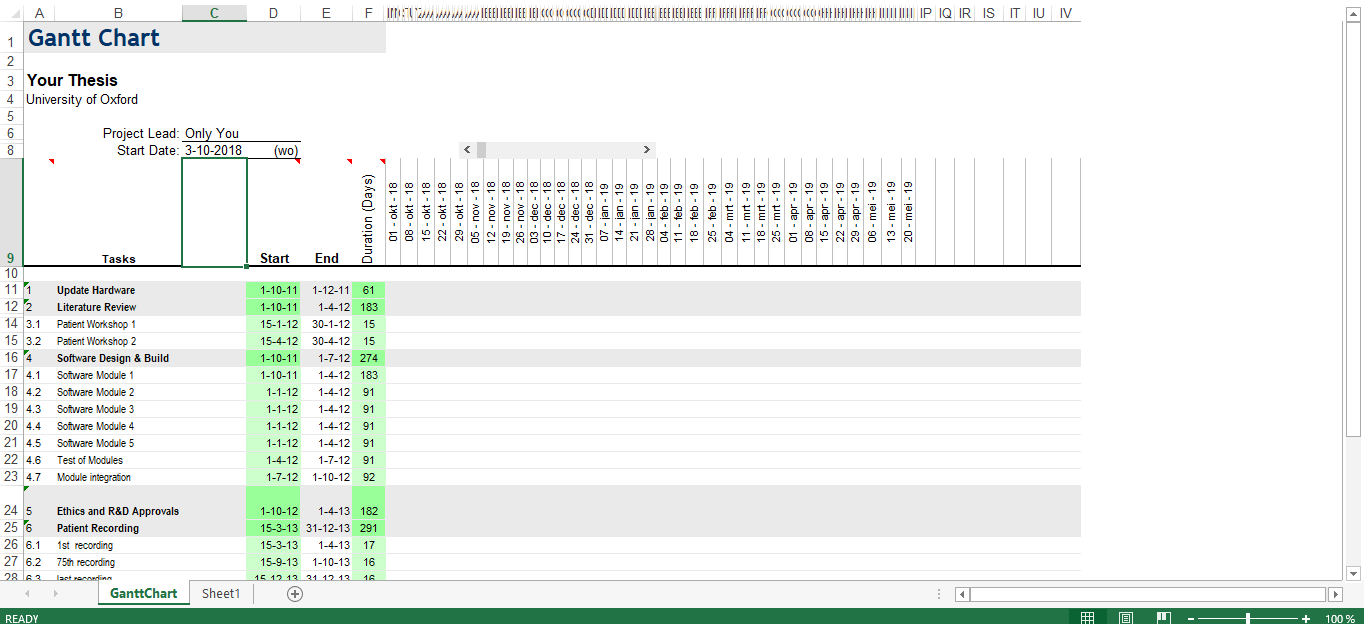 A B C D E F IP IQ IR IS IT IU IV
1 Gantt Chart
2
3 Your Thesis
4 University of Oxford
5
6 Project Lead: Only You
8 Start Date: 3-10-2018 (wo)
9 Tasks Start End Duration (Days) 01 - okt - 18 08 - okt - 18 15 - okt - 18 22 - okt - 18 29 - okt - 18 05 - nov - 18 12 - nov - 18 19 - nov - 18 26 - nov - 18 03 - dec - 18 10 - dec - 18 17 - dec - 18 24 - dec - 18 31 - dec - 18 07 - jan - 19 14 - jan - 19 21 - jan - 19 28 - jan - 19 04 - feb - 19 11 - feb - 19 18 - feb - 19 25 - feb - 19 04 - mrt - 19 11 - mrt - 19 18 - mrt - 19 25 - mrt - 19 01 - apr - 19 08 - apr - 19 15 - apr - 19 22 - apr - 19 29 - apr - 19 06 - mei - 19 13 - mei - 19 20 - mei - 19
10
11 1 Update Hardware 1-10-11 1-12-11 61
12 2 Literature Review 1-10-11 1-4-12 183
14 3.1 Patient Workshop 1 15-1-12 30-1-12 15
15 3.2 Patient Workshop 2 15-4-12 30-4-12 15
16 4 Software Design & Build 1-10-11 1-7-12 274
17 4.1 Software Module 1 1-10-11 1-4-12 183
18 4.2 Software Module 2 1-1-12 1-4-12 91
19 4.3 Software Module 3 1-1-12 1-4-12 91
20 4.4 Software Module 4 1-1-12 1-4-12 91
21 4.5 Software Module 5 1-1-12 1-4-12 91
22 4.6 Test of Modules 1-4-12 1-7-12 91
23 4.7 Module integration 1-7-12 1-10-12 92
24 5 Ethics and R&D Approvals 1-10-12 1-4-13 182
25 6 Patient Recording 15-3-13 31-12-13 291
26 6.1 1st recording 15-3-13 1-4-13 17
27 6.2 75th recording 15-9-13 1-10-13 16
28 6.3 last recording 15-12-13 31-12-13 16
GanttChart Sheet1
READY 100 %